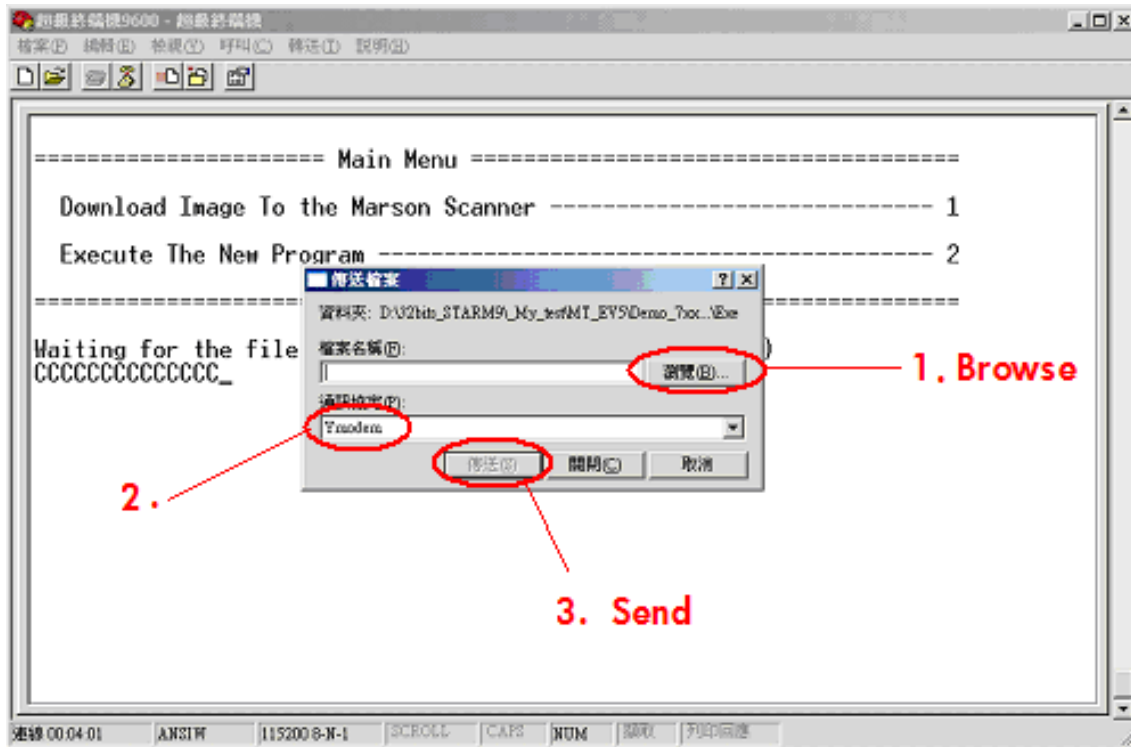 超級終端機9600 - 超級終端機
檔案(F) 編輯(E) 檢視(V) 呼叫(C) 轉送(T) 說明(H)
==================== Main Menu ====================
Download Image To the Marson Scanner ----------------------------- 1
Execute The New Program ------------------------------------------ 2
傳送檔案
資料夾: D:\32bits_STARM9\_My_test\MT_EV5\Demo_7xx...\Exe
Waiting for the file
)
檔案名稱(F):
瀏覽(B)...
1. Browse
CCCCCCCCCCCCCC_
通訊協定(P):
Ymodem
傳送(S) 關閉(C) 取消
2.
3. Send
連線 00:04:01 ANSIW 115200 8-N-1 SCROLL CAPS NUM 擷取 列印回應